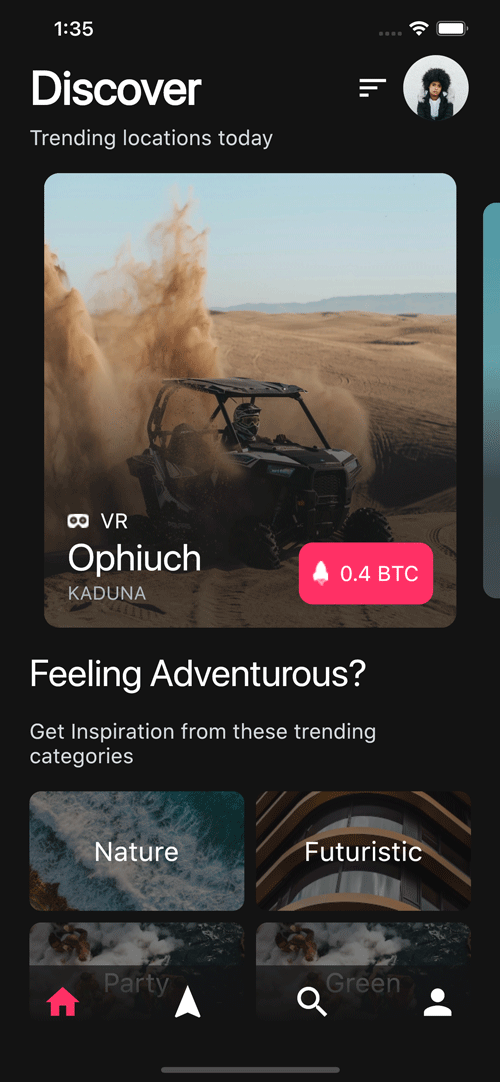 1:35
Discover
Trending locations today
VR
Ophiuch
KADUNA
0.4 BTC
Feeling Adventurous?
Get Inspiration from these trending
categories
Nature
Futuristic
Party
Green